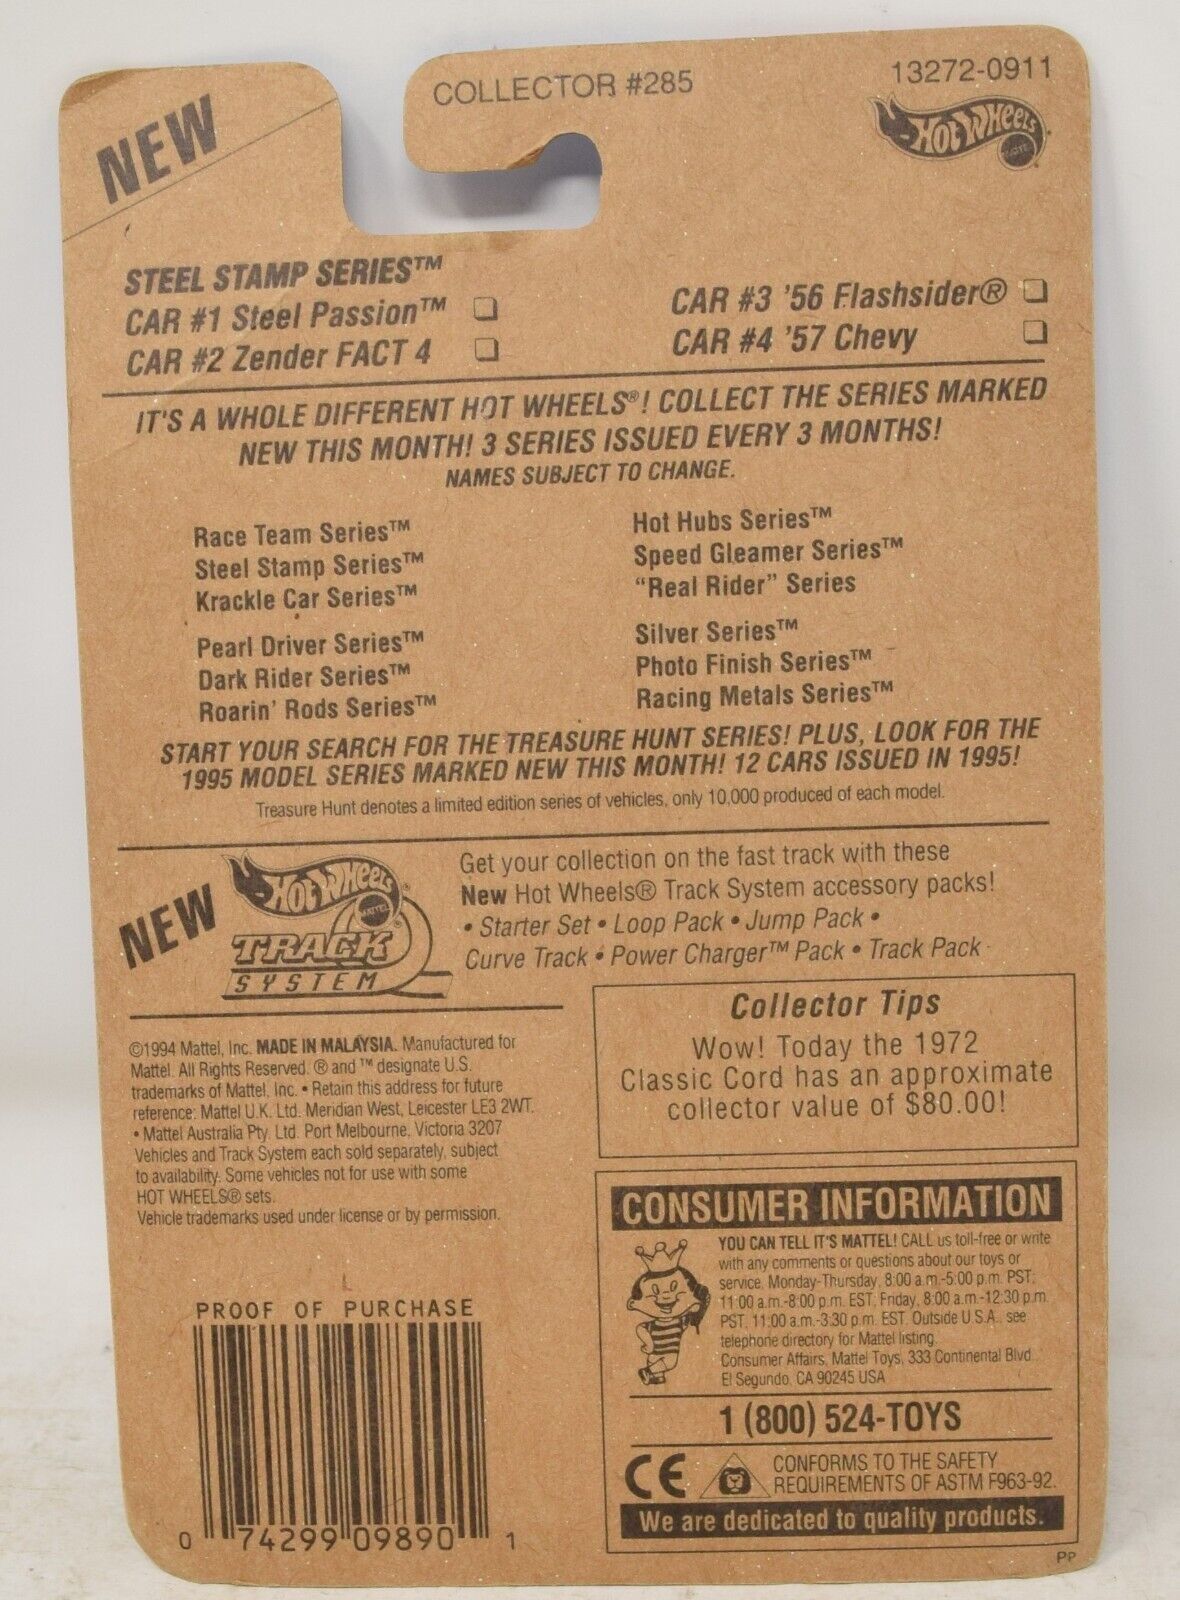 COLLECTOR #285
13272-0911
NEW
HOT WHEELS
MATTEL
STEEL STAMP SERIES™
CAR #1 Steel Passion™
CAR #2 Zender FACT 4
CAR #3 '56 Flashsider®
CAR #4 '57 Chevy
IT'S A WHOLE DIFFERENT HOT WHEELS®! COLLECT THE SERIES MARKED
NEW THIS MONTH! 3 SERIES ISSUED EVERY 3 MONTHS!
NAMES SUBJECT TO CHANGE.
Race Team Series™
Steel Stamp Series™
Krackle Car Series™
Pearl Driver Series™
Dark Rider Series™
Roarin' Rods Series™
Hot Hubs Series™
Speed Gleamer Series™
“Real Rider” Series
Silver Series™
Photo Finish Series™
Racing Metals Series™
START YOUR SEARCH FOR THE TREASURE HUNT SERIES! PLUS, LOOK FOR THE
1995 MODEL SERIES MARKED NEW THIS MONTH! 12 CARS ISSUED IN 1995!
Treasure Hunt denotes a limited edition series of vehicles, only 10,000 produced of each model.
NEW
HOT WHEELS®
MATTEL
TRACK
SYSTEM
Get your collection on the fast track with these
New Hot Wheels® Track System accessory packs!
• Starter Set • Loop Pack • Jump Pack •
Curve Track • Power Charger™ Pack • Track Pack
©1994 Mattel, Inc. MADE IN MALAYSIA. Manufactured for
Mattel. All Rights Reserved. ® and ™ designate U.S.
trademarks of Mattel, Inc. • Retain this address for future
reference: Mattel U.K. Ltd. Meridian West, Leicester LE3 2WT.
• Mattel Australia Pty. Ltd. Port Melbourne, Victoria 3207
Vehicles and Track System each sold separately, subject
to availability. Some vehicles not for use with some
HOT WHEELS® sets.
Vehicle trademarks used under license or by permission.
Collector Tips
Wow! Today the 1972
Classic Cord has an approximate
collector value of $80.00!
CONSUMER INFORMATION
YOU CAN TELL IT'S MATTEL! CALL us toll-free or write
with any comments or questions about our toys or
service, Monday-Thursday, 8:00 a.m.-5:00 p.m. PST;
11:00 a.m.-8:00 p.m. EST; Friday, 8:00 a.m.-12:30 p.m.
PST, 11:00 a.m.-3:30 p.m. EST. Outside U.S.A., see
telephone directory for Mattel listing.
Consumer Affairs, Mattel Toys, 333 Continental Blvd.,
El Segundo, CA 90245 USA
1 (800) 524-TOYS
CE
CONFORMS TO THE SAFETY
REQUIREMENTS OF ASTM F963-92.
We are dedicated to quality products.
PROOF OF PURCHASE
0 74299 09890 1
PP